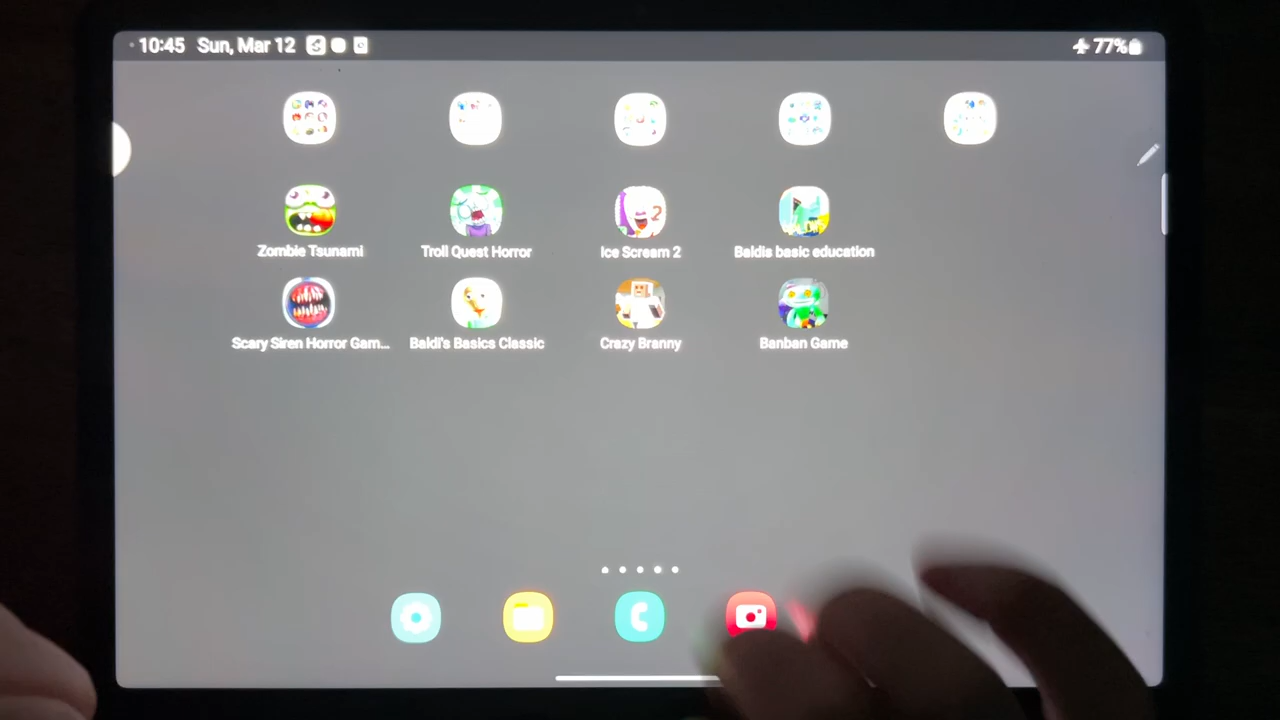 10:45 Sun, Mar 12 77%
Zombie Tsunami Troll Quest Horror Ice Scream 2 Baldis basic education
Scary Siren Horror Gam... Baldi's Basics Classic Crazy Branny Banban Game